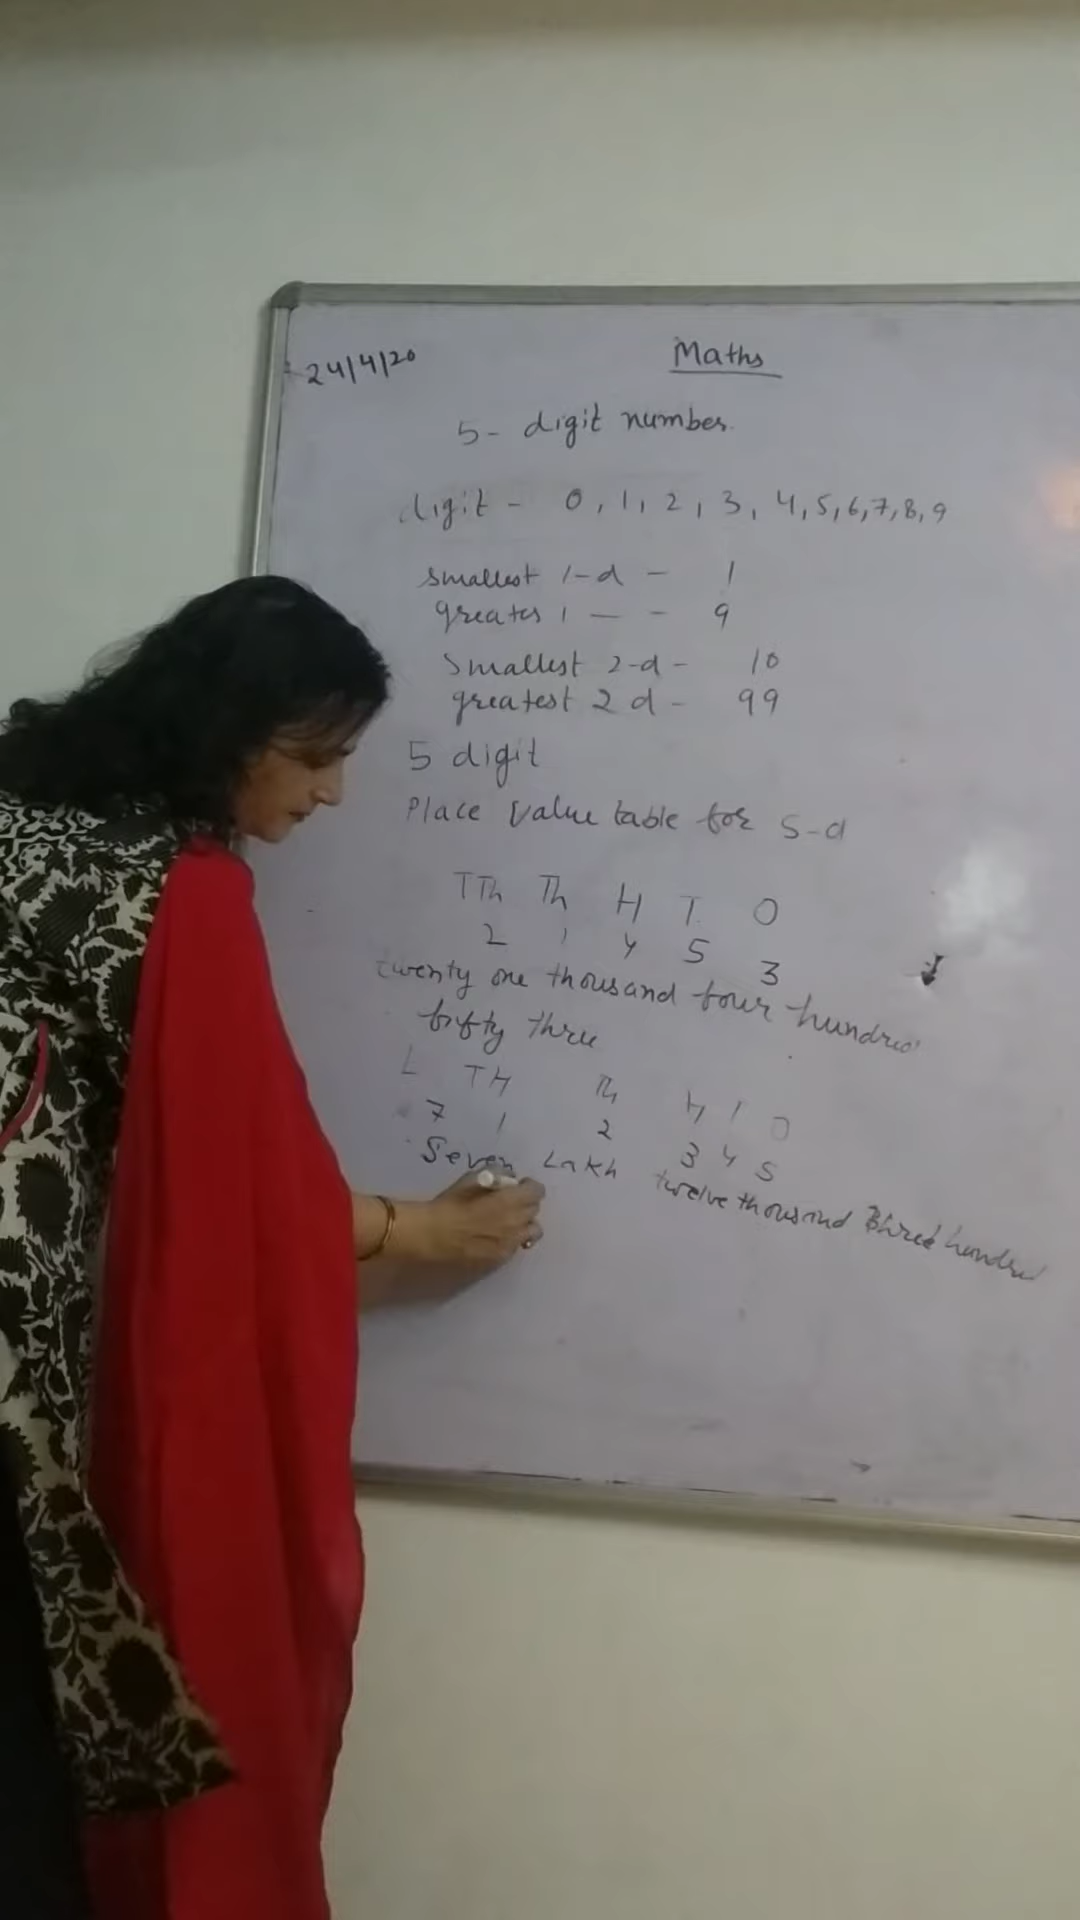 24/4/20
Maths
5- digit number.
digit - 0, 1, 2, 3, 4, 5, 6, 7, 8, 9
smallest 1-d - 1
greates 1 — - 9
Smallest 2-d - 10
greatest 2 d - 99
5 digit
Place value table for 5-d
TTh Th H T O
2 1 4 5 3
twenty one thousand four hundred
fifty three
L TH Th H T O
7 1 2 3 4 5
Seven Lakh twelve thousand three hundred